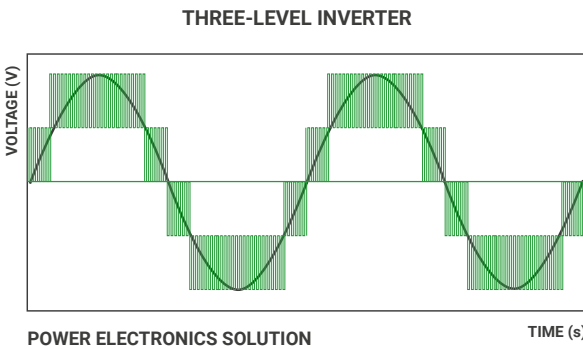 THREE-LEVEL INVERTER
VOLTAGE (V)
POWER ELECTRONICS SOLUTION
TIME (s)